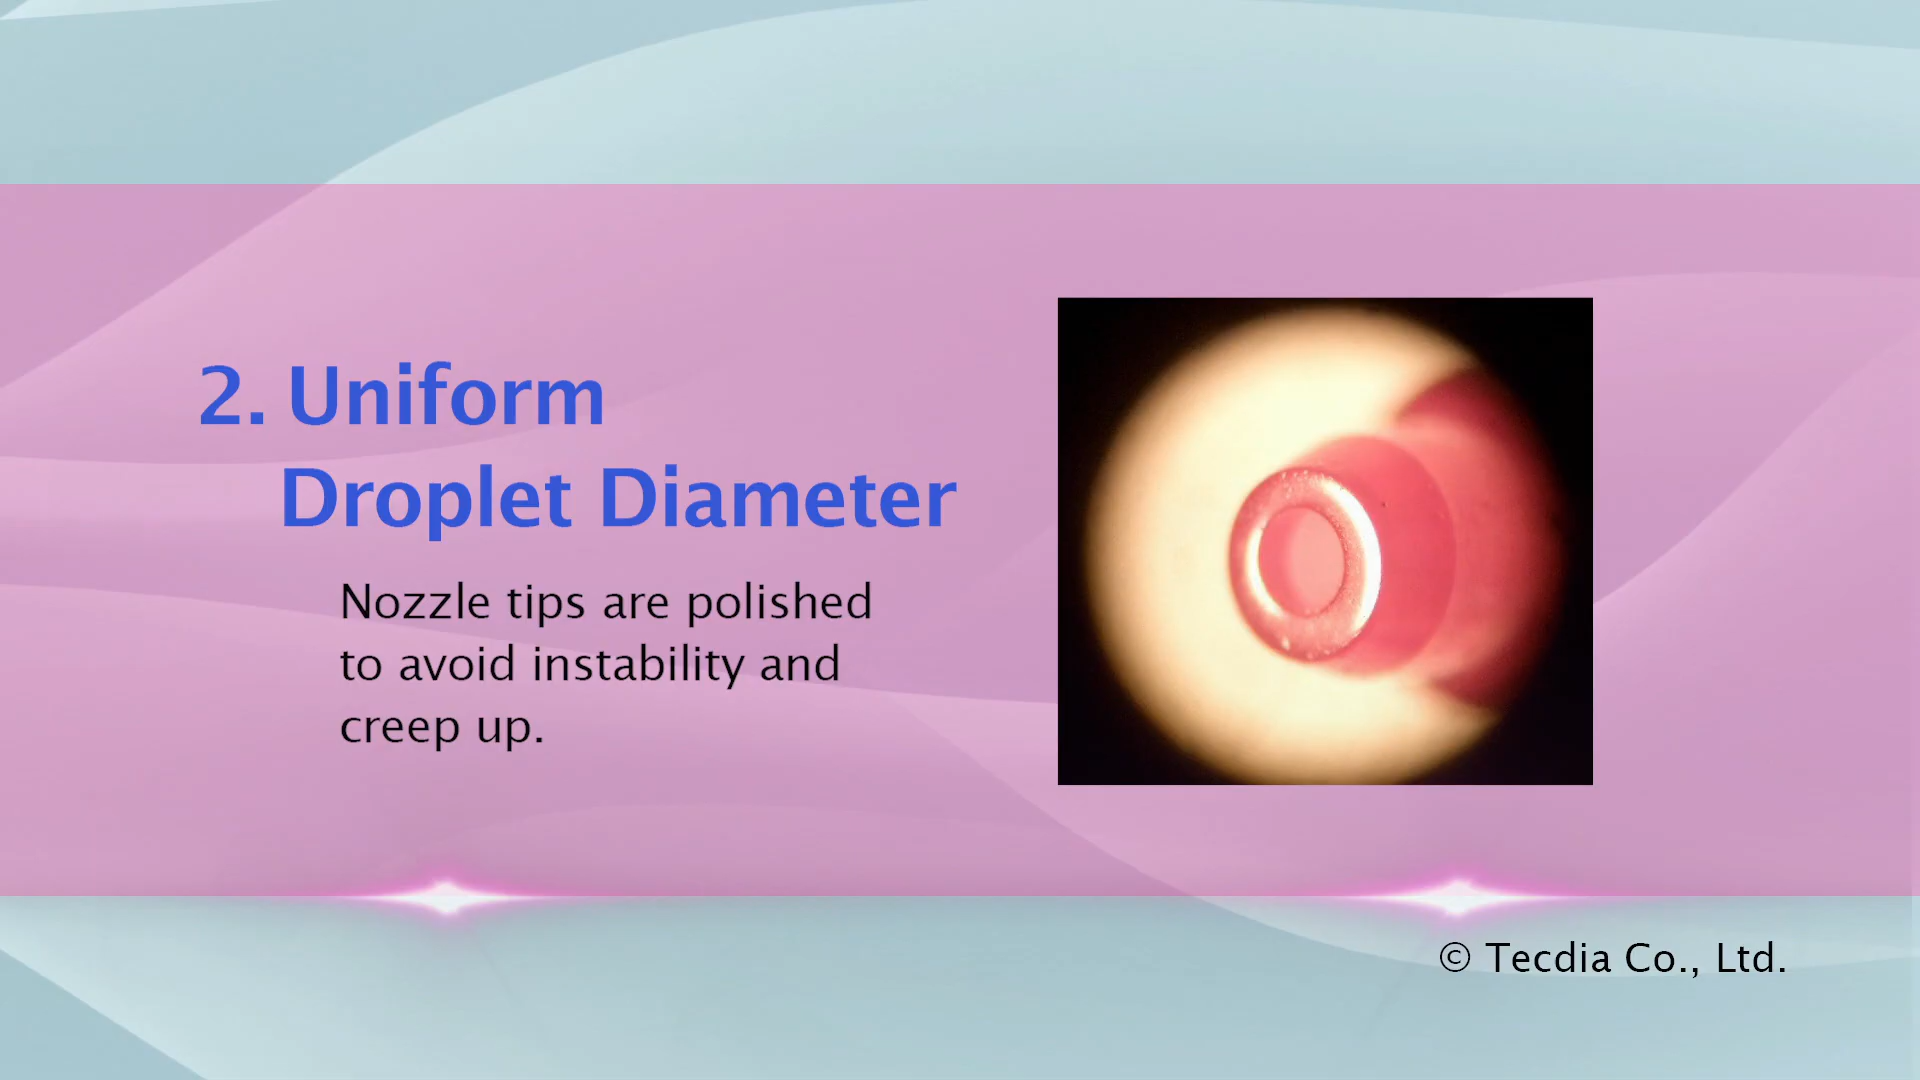 2. Uniform
Droplet Diameter
Nozzle tips are polished
to avoid instability and
creep up.
© Tecdia Co., Ltd.